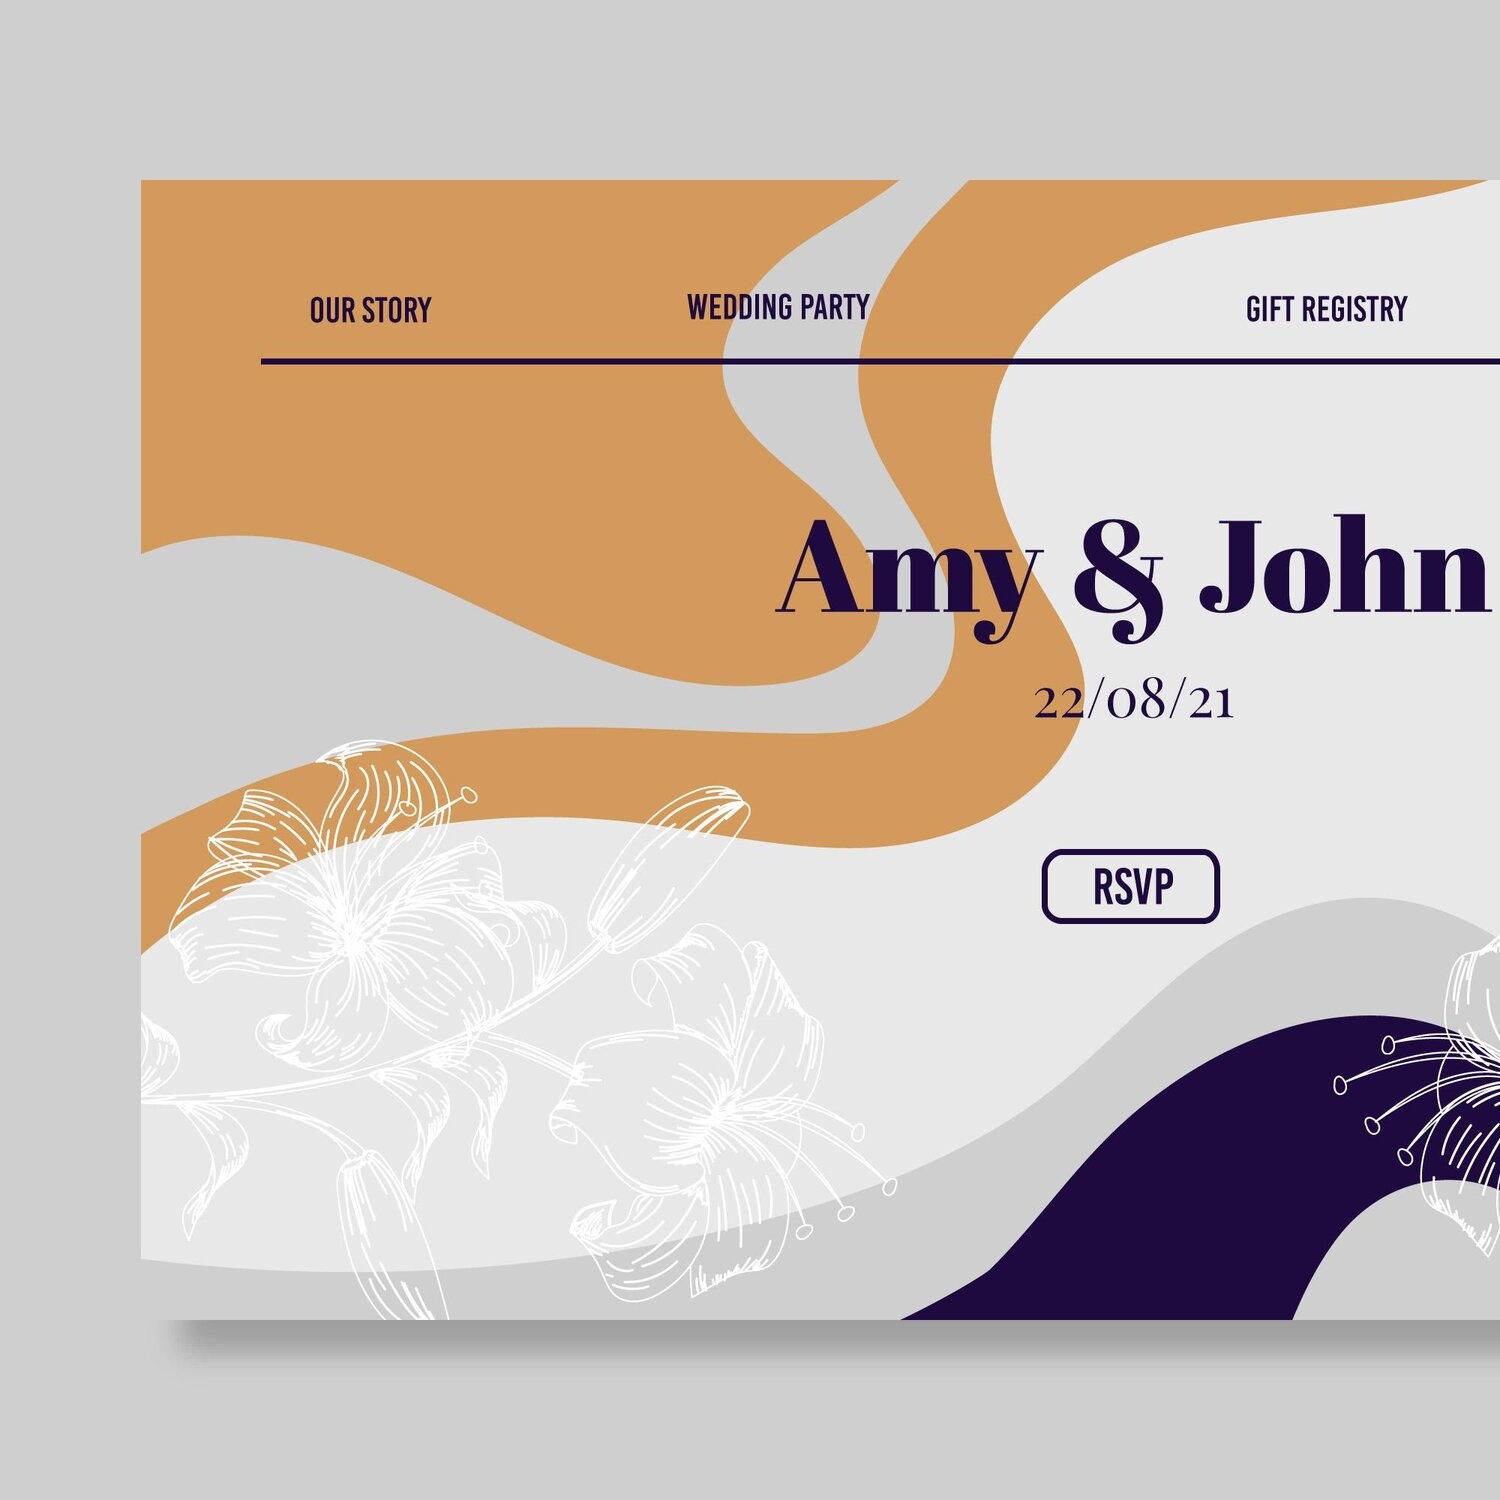 OUR STORY
WEDDING PARTY
GIFT REGISTRY
Amy & John
22/08/21
RSVP